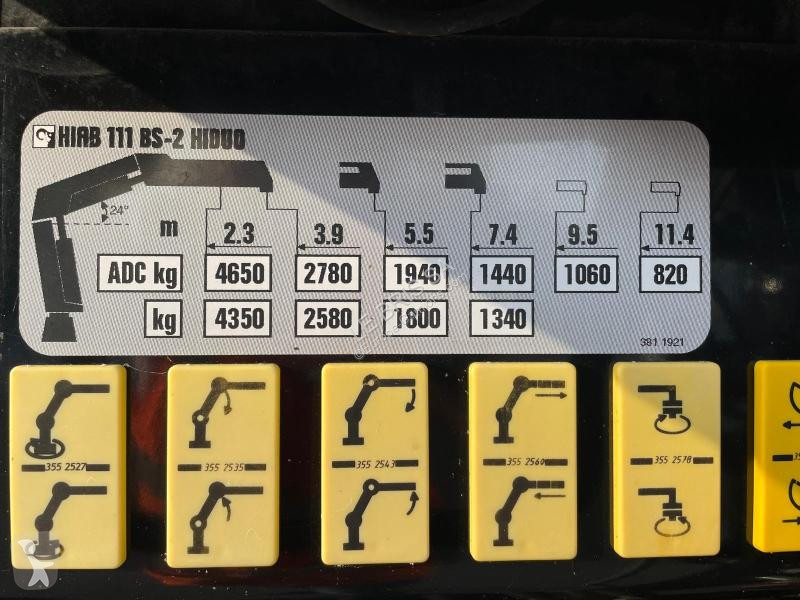 HIAB 111 BS-2 HIDUO
24°
m 2.3 3.9 5.5 7.4 9.5 11.4
ADC kg 4650 2780 1940 1440 1060 820
kg 4350 2580 1800 1340
381 1921
355 2527 355 2535 355 2543 355 2560 355 2578